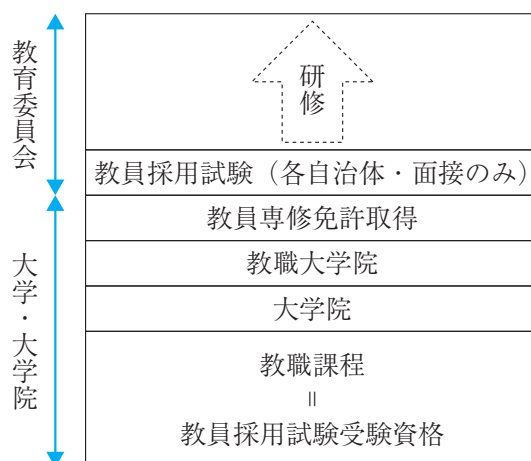 教育委員会
研修
教員採用試験（各自治体・面接のみ）
教員専修免許取得
教職大学院
大学院
大学・大学院
教職課程
＝
教員採用試験受験資格